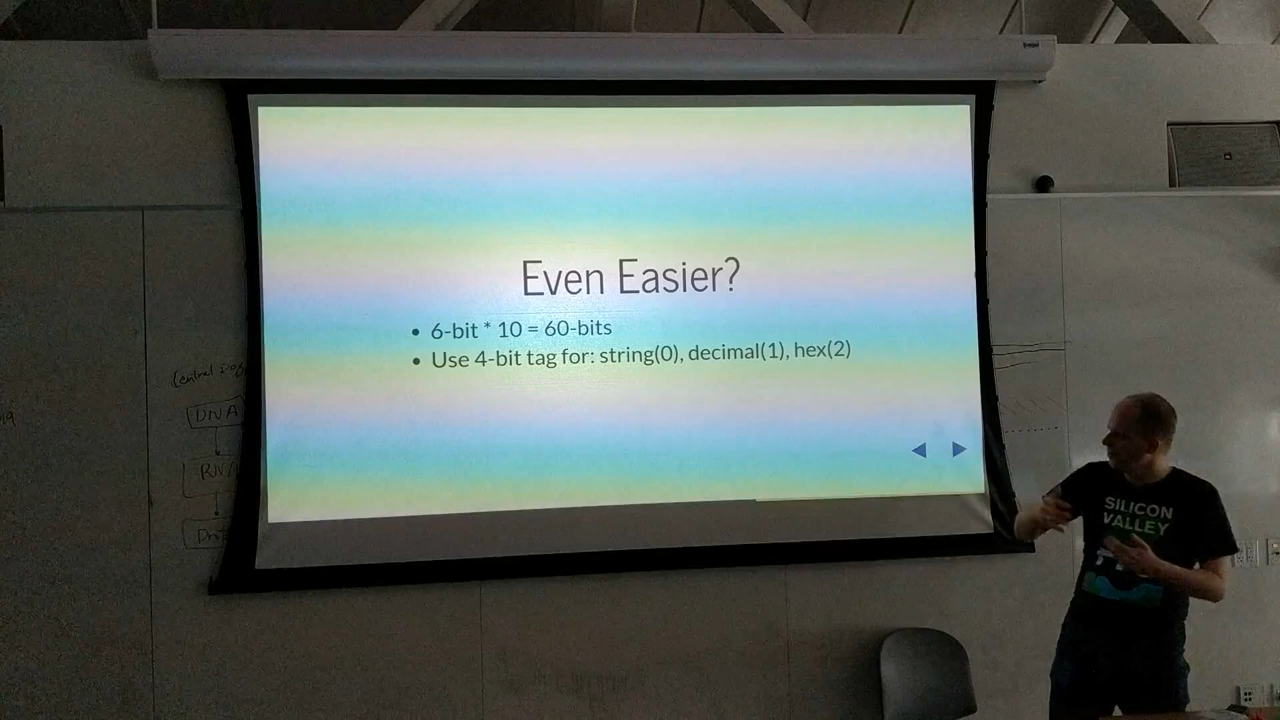 Even Easier?
6-bit * 10 = 60-bits
Use 4-bit tag for: string(0), decimal(1), hex(2)
DNA
SILICON
VALLEY